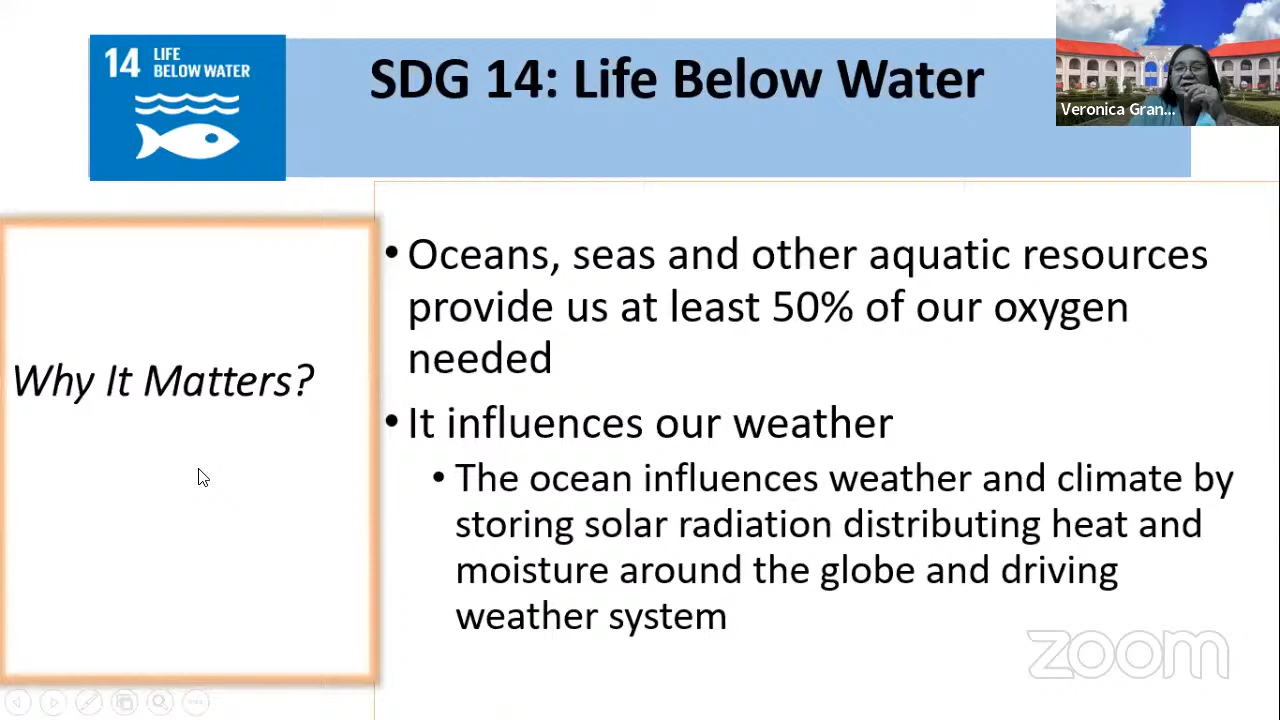 14 LIFE
BELOW WATER
SDG 14: Life Below Water
Veronica Gran...
Why It Matters?
• Oceans, seas and other aquatic resources
provide us at least 50% of our oxygen
needed
• It influences our weather
• The ocean influences weather and climate by
storing solar radiation distributing heat and
moisture around the globe and driving
weather system
zoom